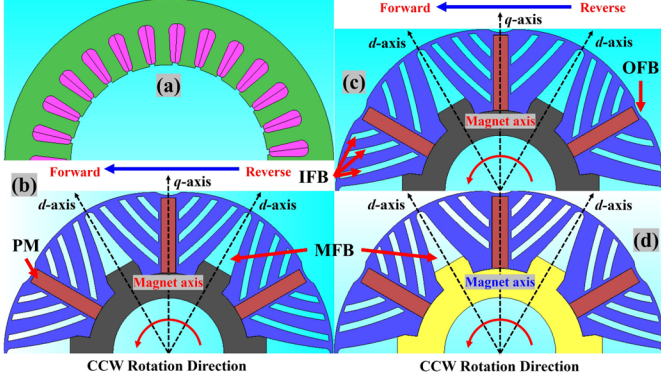 (a)
Forward Reverse
q-axis
d-axis
d-axis
(c)
OFB
Magnet axis
IFB
Forward Reverse
(b)
q-axis
d-axis
d-axis
PM
MFB
Magnet axis
CCW Rotation Direction
q-axis
d-axis
d-axis
(d)
Magnet axis
CCW Rotation Direction